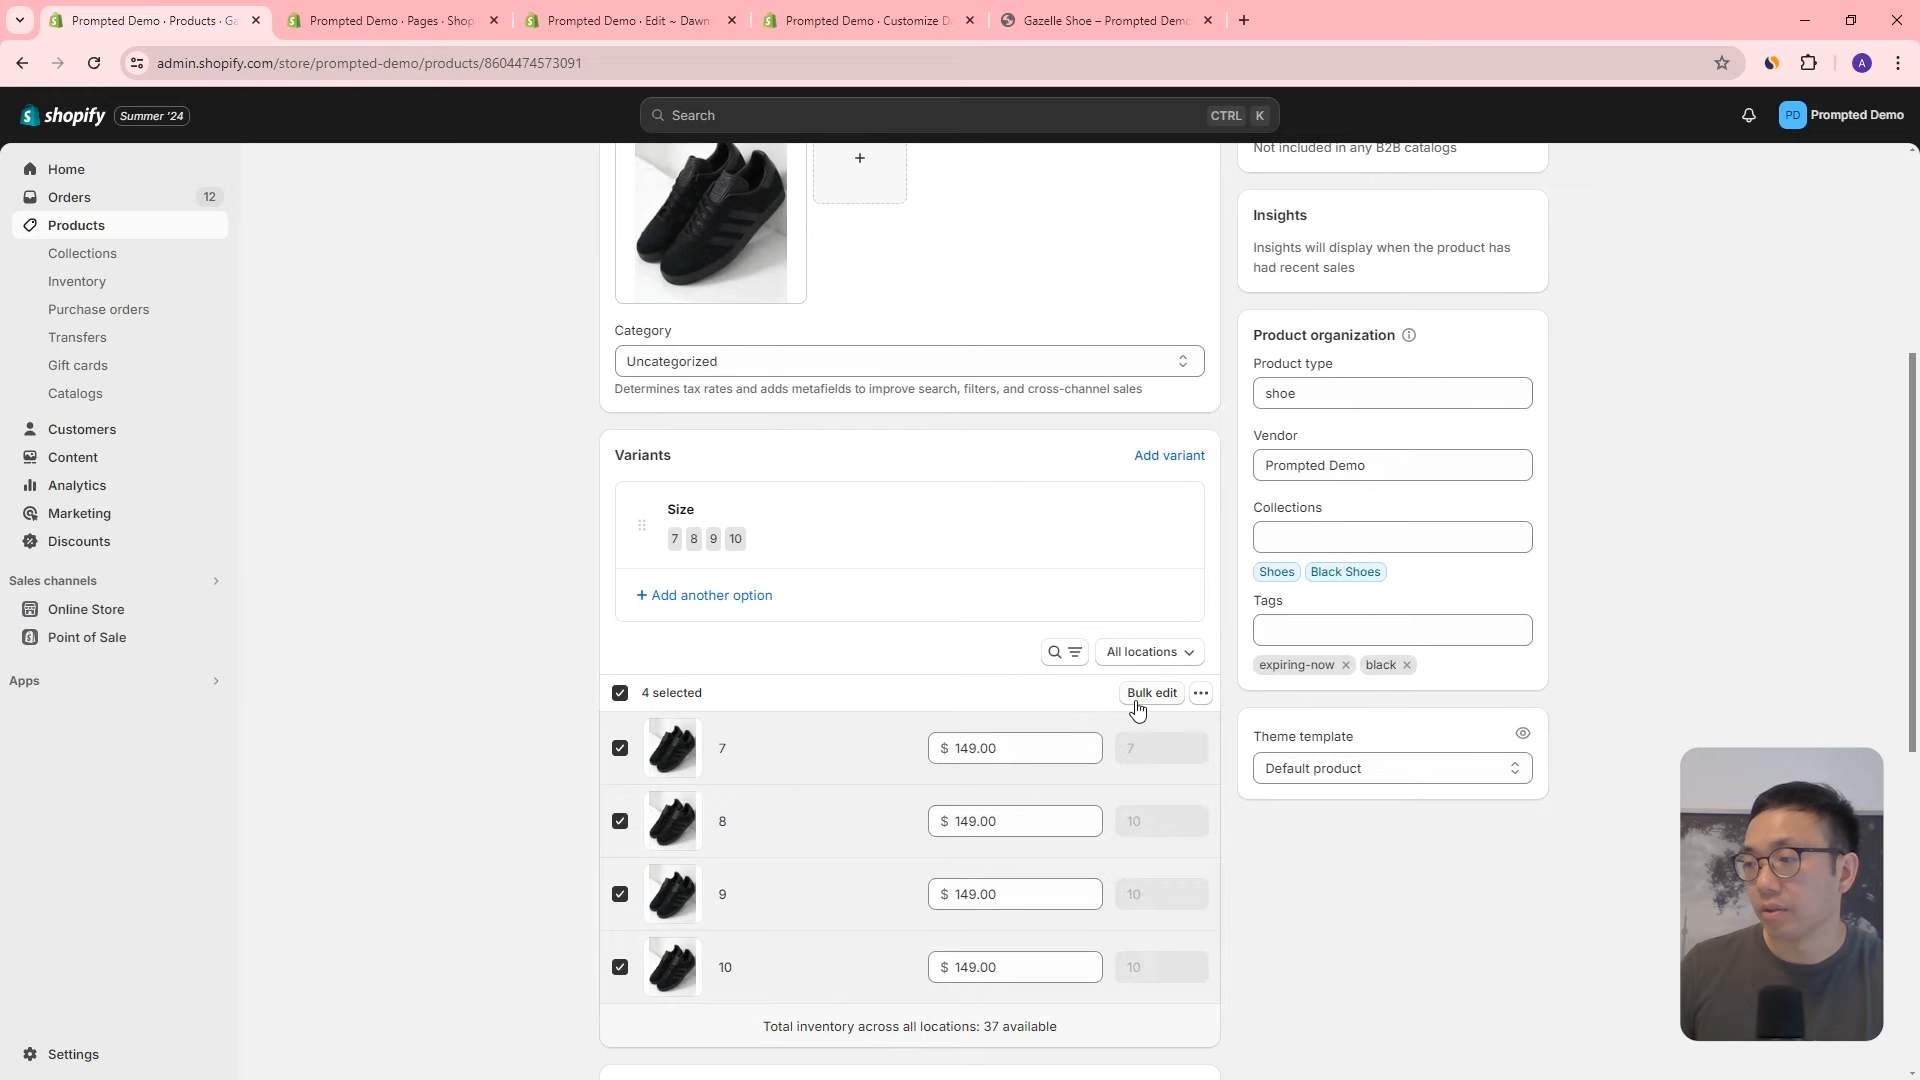 Prompted Demo · Products · Ga
Prompted Demo · Pages · Shop
Prompted Demo · Edit ~ Dawn
Prompted Demo · Customize D
Gazelle Shoe – Prompted Demo
admin.shopify.com/store/prompted-demo/products/8604474573091
A
shopify
Summer '24
Search
CTRL
K
PD
Prompted Demo
Home
Orders
12
Products
Collections
Inventory
Purchase orders
Transfers
Gift cards
Catalogs
Customers
Content
Analytics
Marketing
Discounts
Sales channels
Online Store
Point of Sale
Apps
Settings
Category
Uncategorized
Determines tax rates and adds metafields to improve search, filters, and cross-channel sales
Variants
Add variant
Size
7 8 9 10
+ Add another option
All locations
4 selected
Bulk edit
7
$ 149.00
7
8
$ 149.00
10
9
$ 149.00
10
10
$ 149.00
10
Total inventory across all locations: 37 available
Not included in any B2B catalogs
Insights
Insights will display when the product has
had recent sales
Product organization
Product type
shoe
Vendor
Prompted Demo
Collections
Shoes
Black Shoes
Tags
expiring-now
black
Theme template
Default product